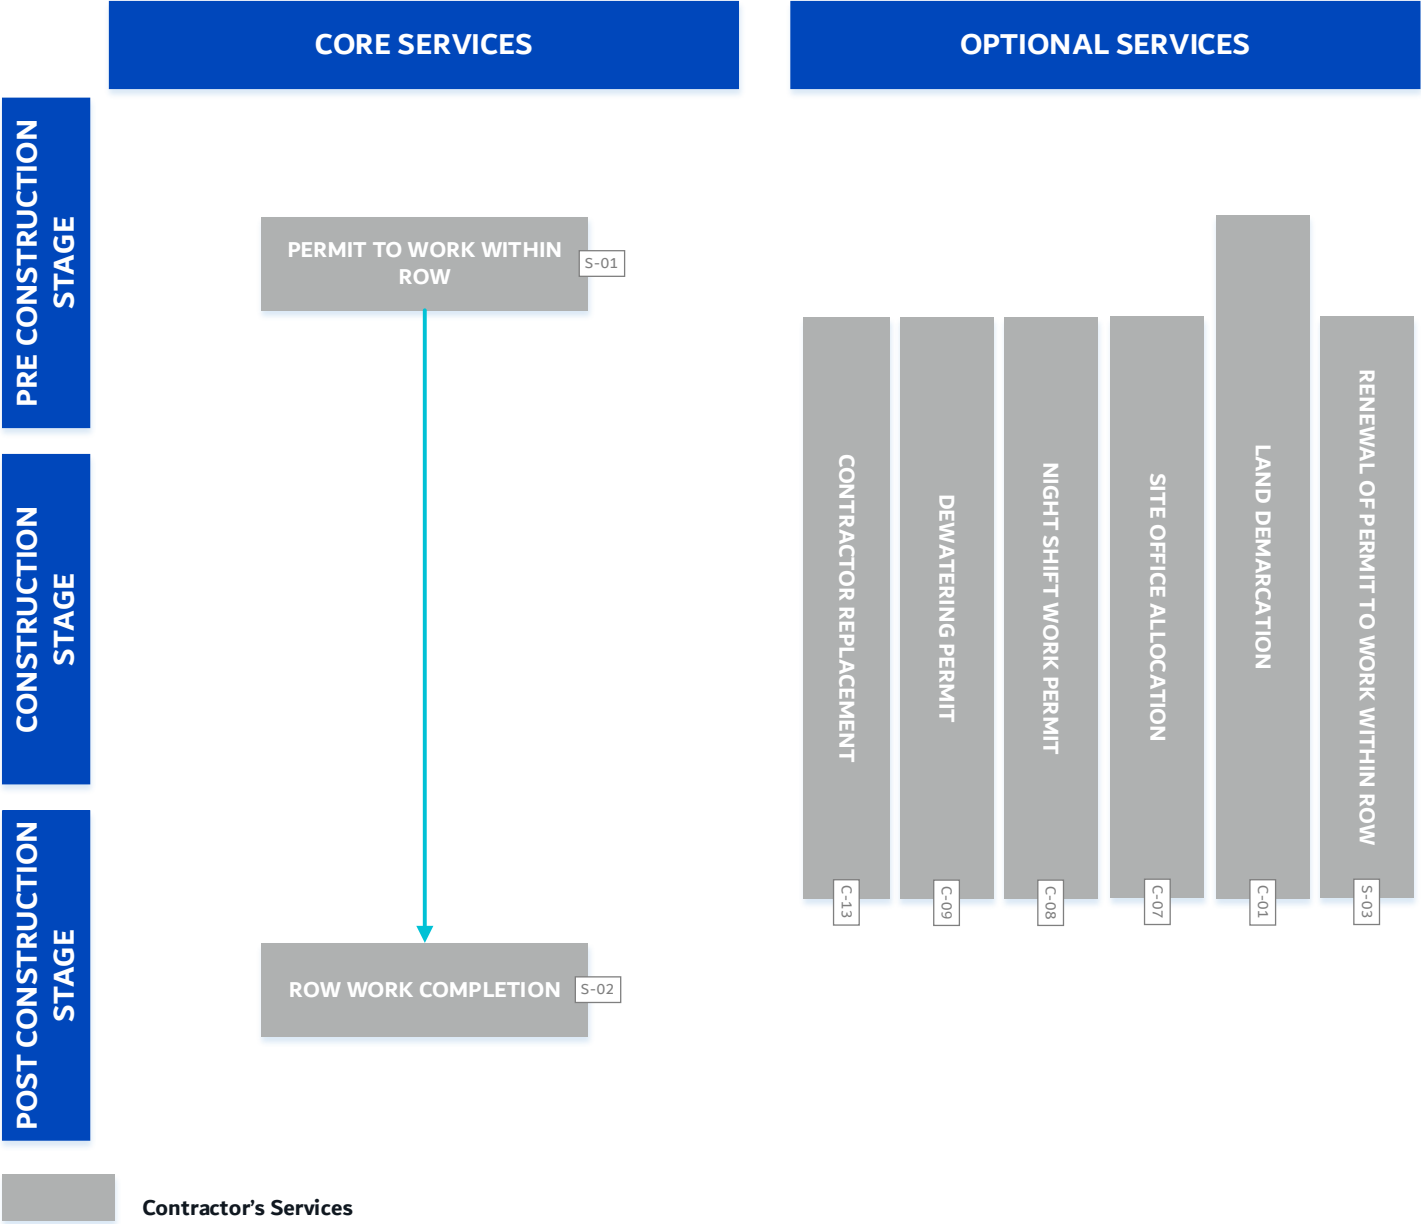 CORE SERVICES
OPTIONAL SERVICES
PRE CONSTRUCTION
STAGE
PERMIT TO WORK WITHIN
ROW
S-01
CONSTRUCTION
STAGE
POST CONSTRUCTION
STAGE
ROW WORK COMPLETION
S-02
CONTRACTOR REPLACEMENT
C-13
DEWATERING PERMIT
C-09
NIGHT SHIFT WORK PERMIT
C-08
SITE OFFICE ALLOCATION
C-07
LAND DEMARCATION
C-01
RENEWAL OF PERMIT TO WORK WITHIN ROW
S-03
Contractor's Services